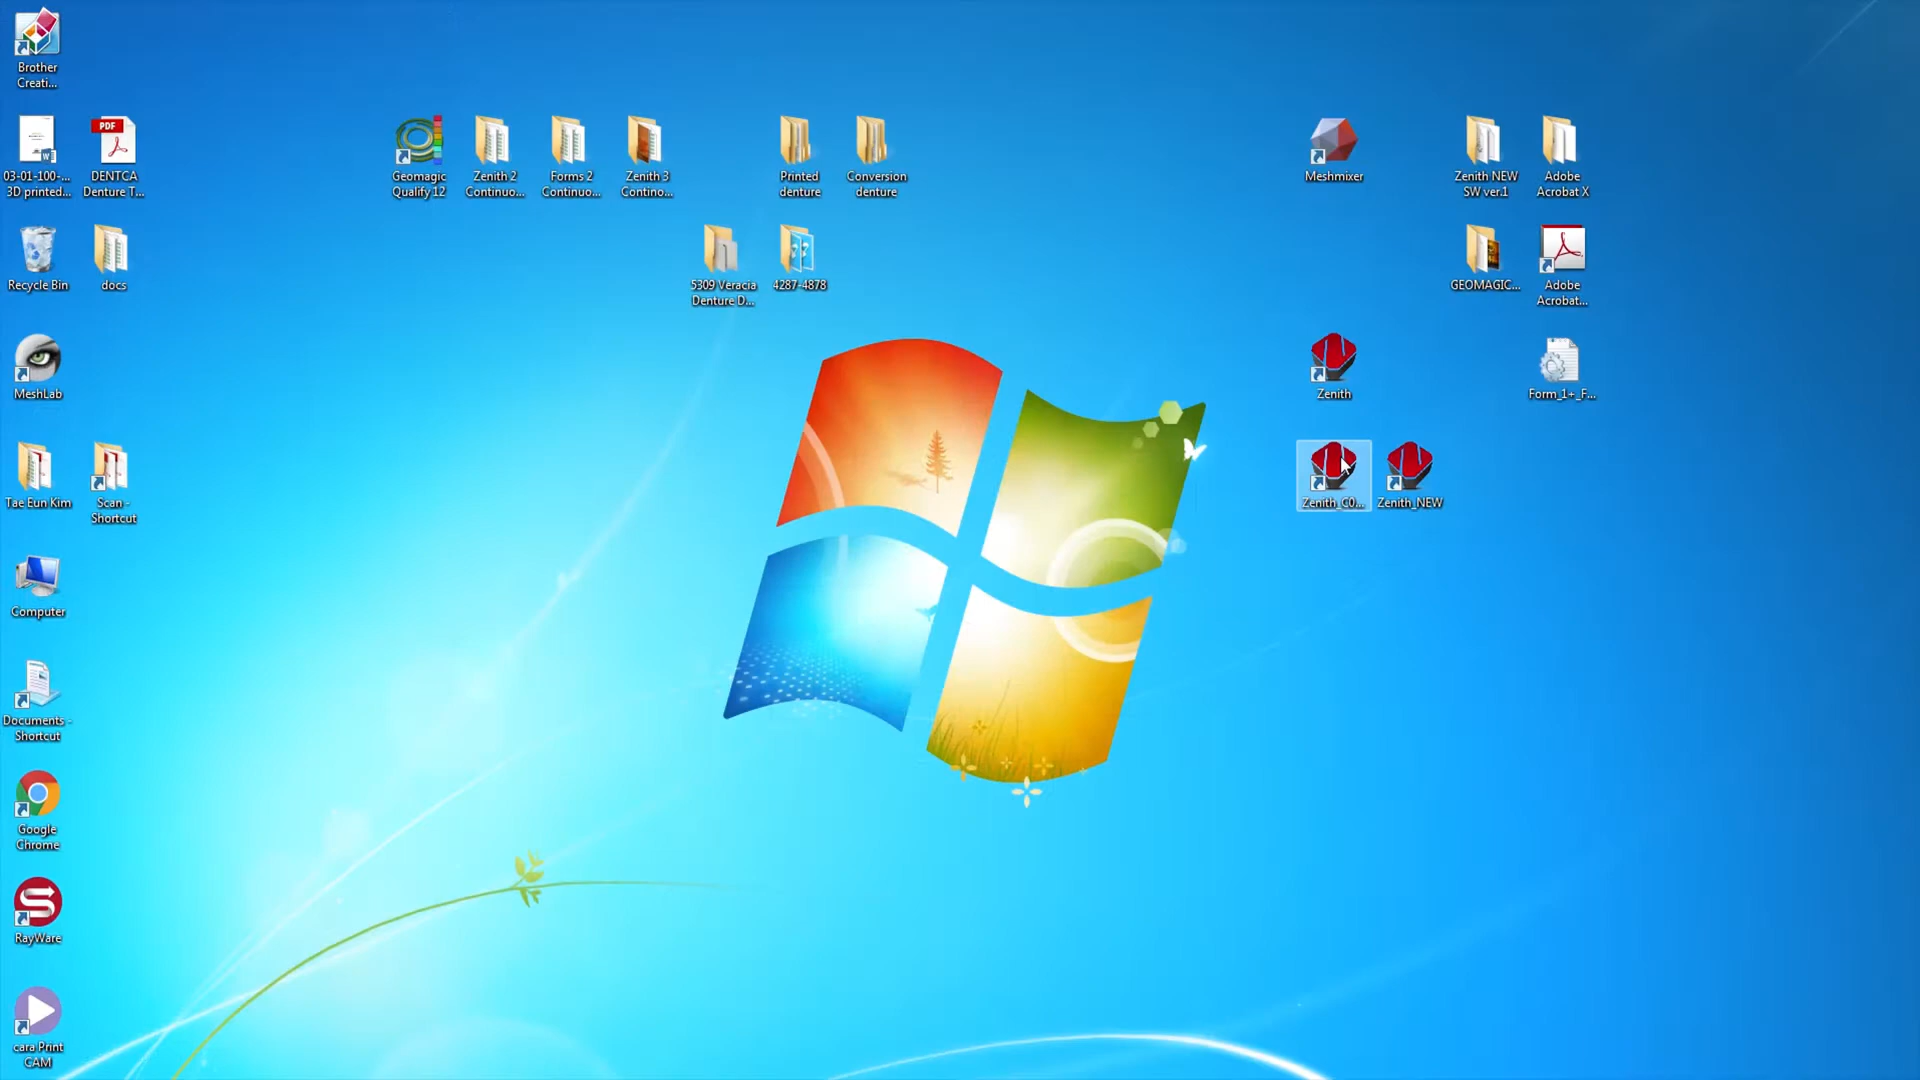 Brother
Creati...
03-01-100-...
3D printed...
PDF
DENTCA
Denture T...
Geomagic
Qualify 12
Zenith 2
Continuo...
Forms 2
Continuo...
Zenith 3
Contino...
Printed
denture
Conversion
denture
Meshmixer
Zenith NEW
SW ver.1
Adobe
Acrobat X
Recycle Bin
docs
5309 Veracia
Denture D...
4287-4878
GEOMAGIC...
Adobe
Acrobat...
MeshLab
Zenith
Form_1+_F...
Tae Eun Kim
Scan -
Shortcut
Zenith_C0...
Zenith_NEW
Computer
Documents -
Shortcut
Google
Chrome
RayWare
cara Print
CAM